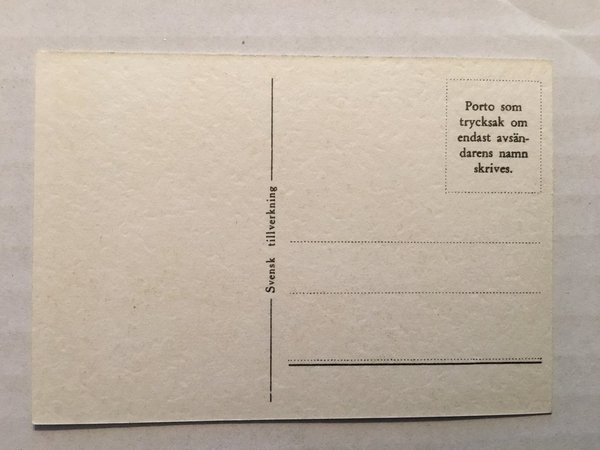 Porto som
trycksak om
endast avsän-
darens namn
skrives.
Svensk tillverkning